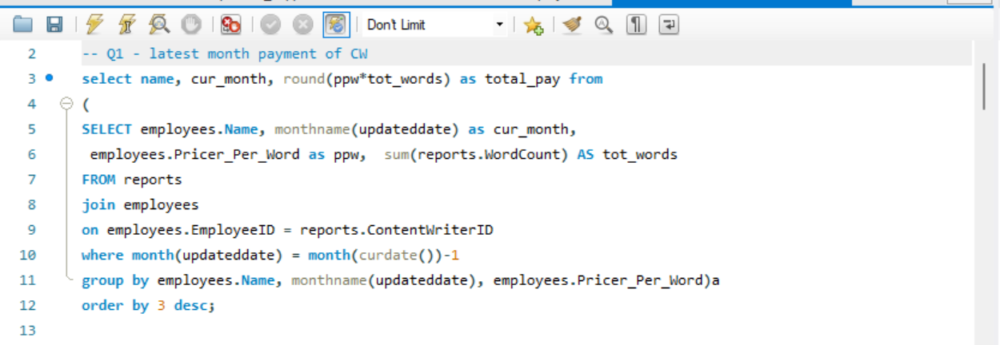 Don't Limit
2 -- Q1 - latest month payment of CW
3 select name, cur_month, round(ppw*tot_words) as total_pay from
4 (
5 SELECT employees.Name, monthname(updateddate) as cur_month,
6 employees.Pricer_Per_Word as ppw, sum(reports.WordCount) AS tot_words
7 FROM reports
8 join employees
9 on employees.EmployeeID = reports.ContentWriterID
10 where month(updateddate) = month(curdate())-1
11 group by employees.Name, monthname(updateddate), employees.Pricer_Per_Word)a
12 order by 3 desc;
13